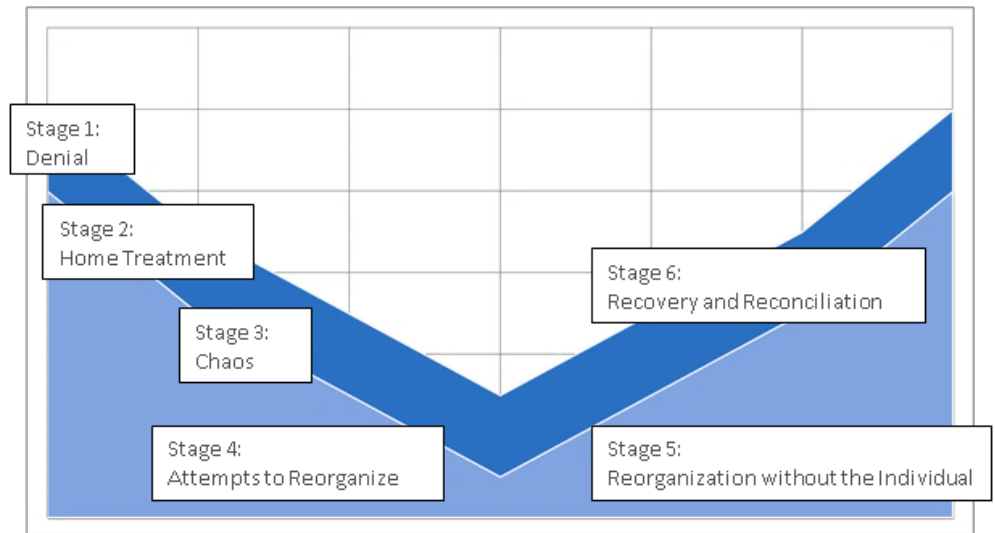 Stage 1:
Denial
Stage 2:
Home Treatment
Stage 3:
Chaos
Stage 4:
Attempts to Reorganize
Stage 5:
Reorganization without the Individual
Stage 6:
Recovery and Reconciliation